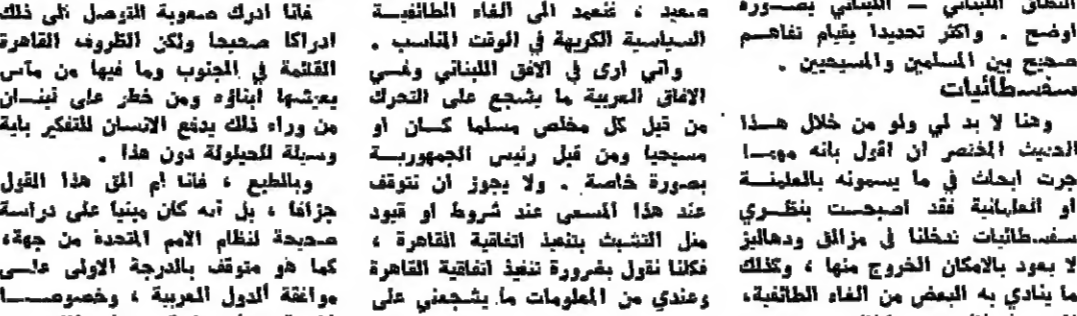 النطاق اللبناني — اللبناني بصورة
اوضح . واكثر تحديدا بقيام تفاهم
صحيح بين المسلمين والمسيحيين .
سفسطائيات
وهنا لا بد لي ولو من خلال هذا
الحديث المختصر ان اقول بانه مهما
جرت ابحاث في ما يسمونه بالعلمنة
او العلمانية فقد اصبحت بنظري
سفسطائيات تدخلنا في مزالق ودهاليز
لا يعود بالامكان الخروج منها ، وكذلك
ما ينادي به البعض من الغاء الطائفية،
صعيد ، فنعمد الى الغاء الطائفية
السياسية الكريهة في الوقت المناسب .
واني ارى في الافق اللبناني وفي
الافاق العربية ما يشجع على التحرك
من قبل كل مخلص مسلما كان او
مسيحيا ومن قبل رئيس الجمهورية
بصورة خاصة . ولا يجوز أن نتوقف
عند هذا المسعى عند شروط او قيود
مثل التشبث بتنفيذ اتفاقية القاهرة ،
فكلنا نقول بضرورة تنفيذ اتفاقية القاهرة
وعندي من المعلومات ما يشجعني على
فانا ادرك صعوبة التوصل الى ذلك
ادراكا صحيحا ولكن الظروف القاهرة
القائمة في الجنوب وما فيها من مآس
يعيشها ابناؤه ومن خطر على لبنان
من وراء ذلك يدفع الانسان للتفكير باية
وسيلة للحيلولة دون هذا .
وبالطبع ، فانا لم الق هذا القول
جزافا ، بل انه كان مبنيا على دراسة
صحيحة لنظام الامم المتحدة من جهة،
كما هو متوقف بالدرجة الاولى على
موافقة الدول العربية ، وخصوصا